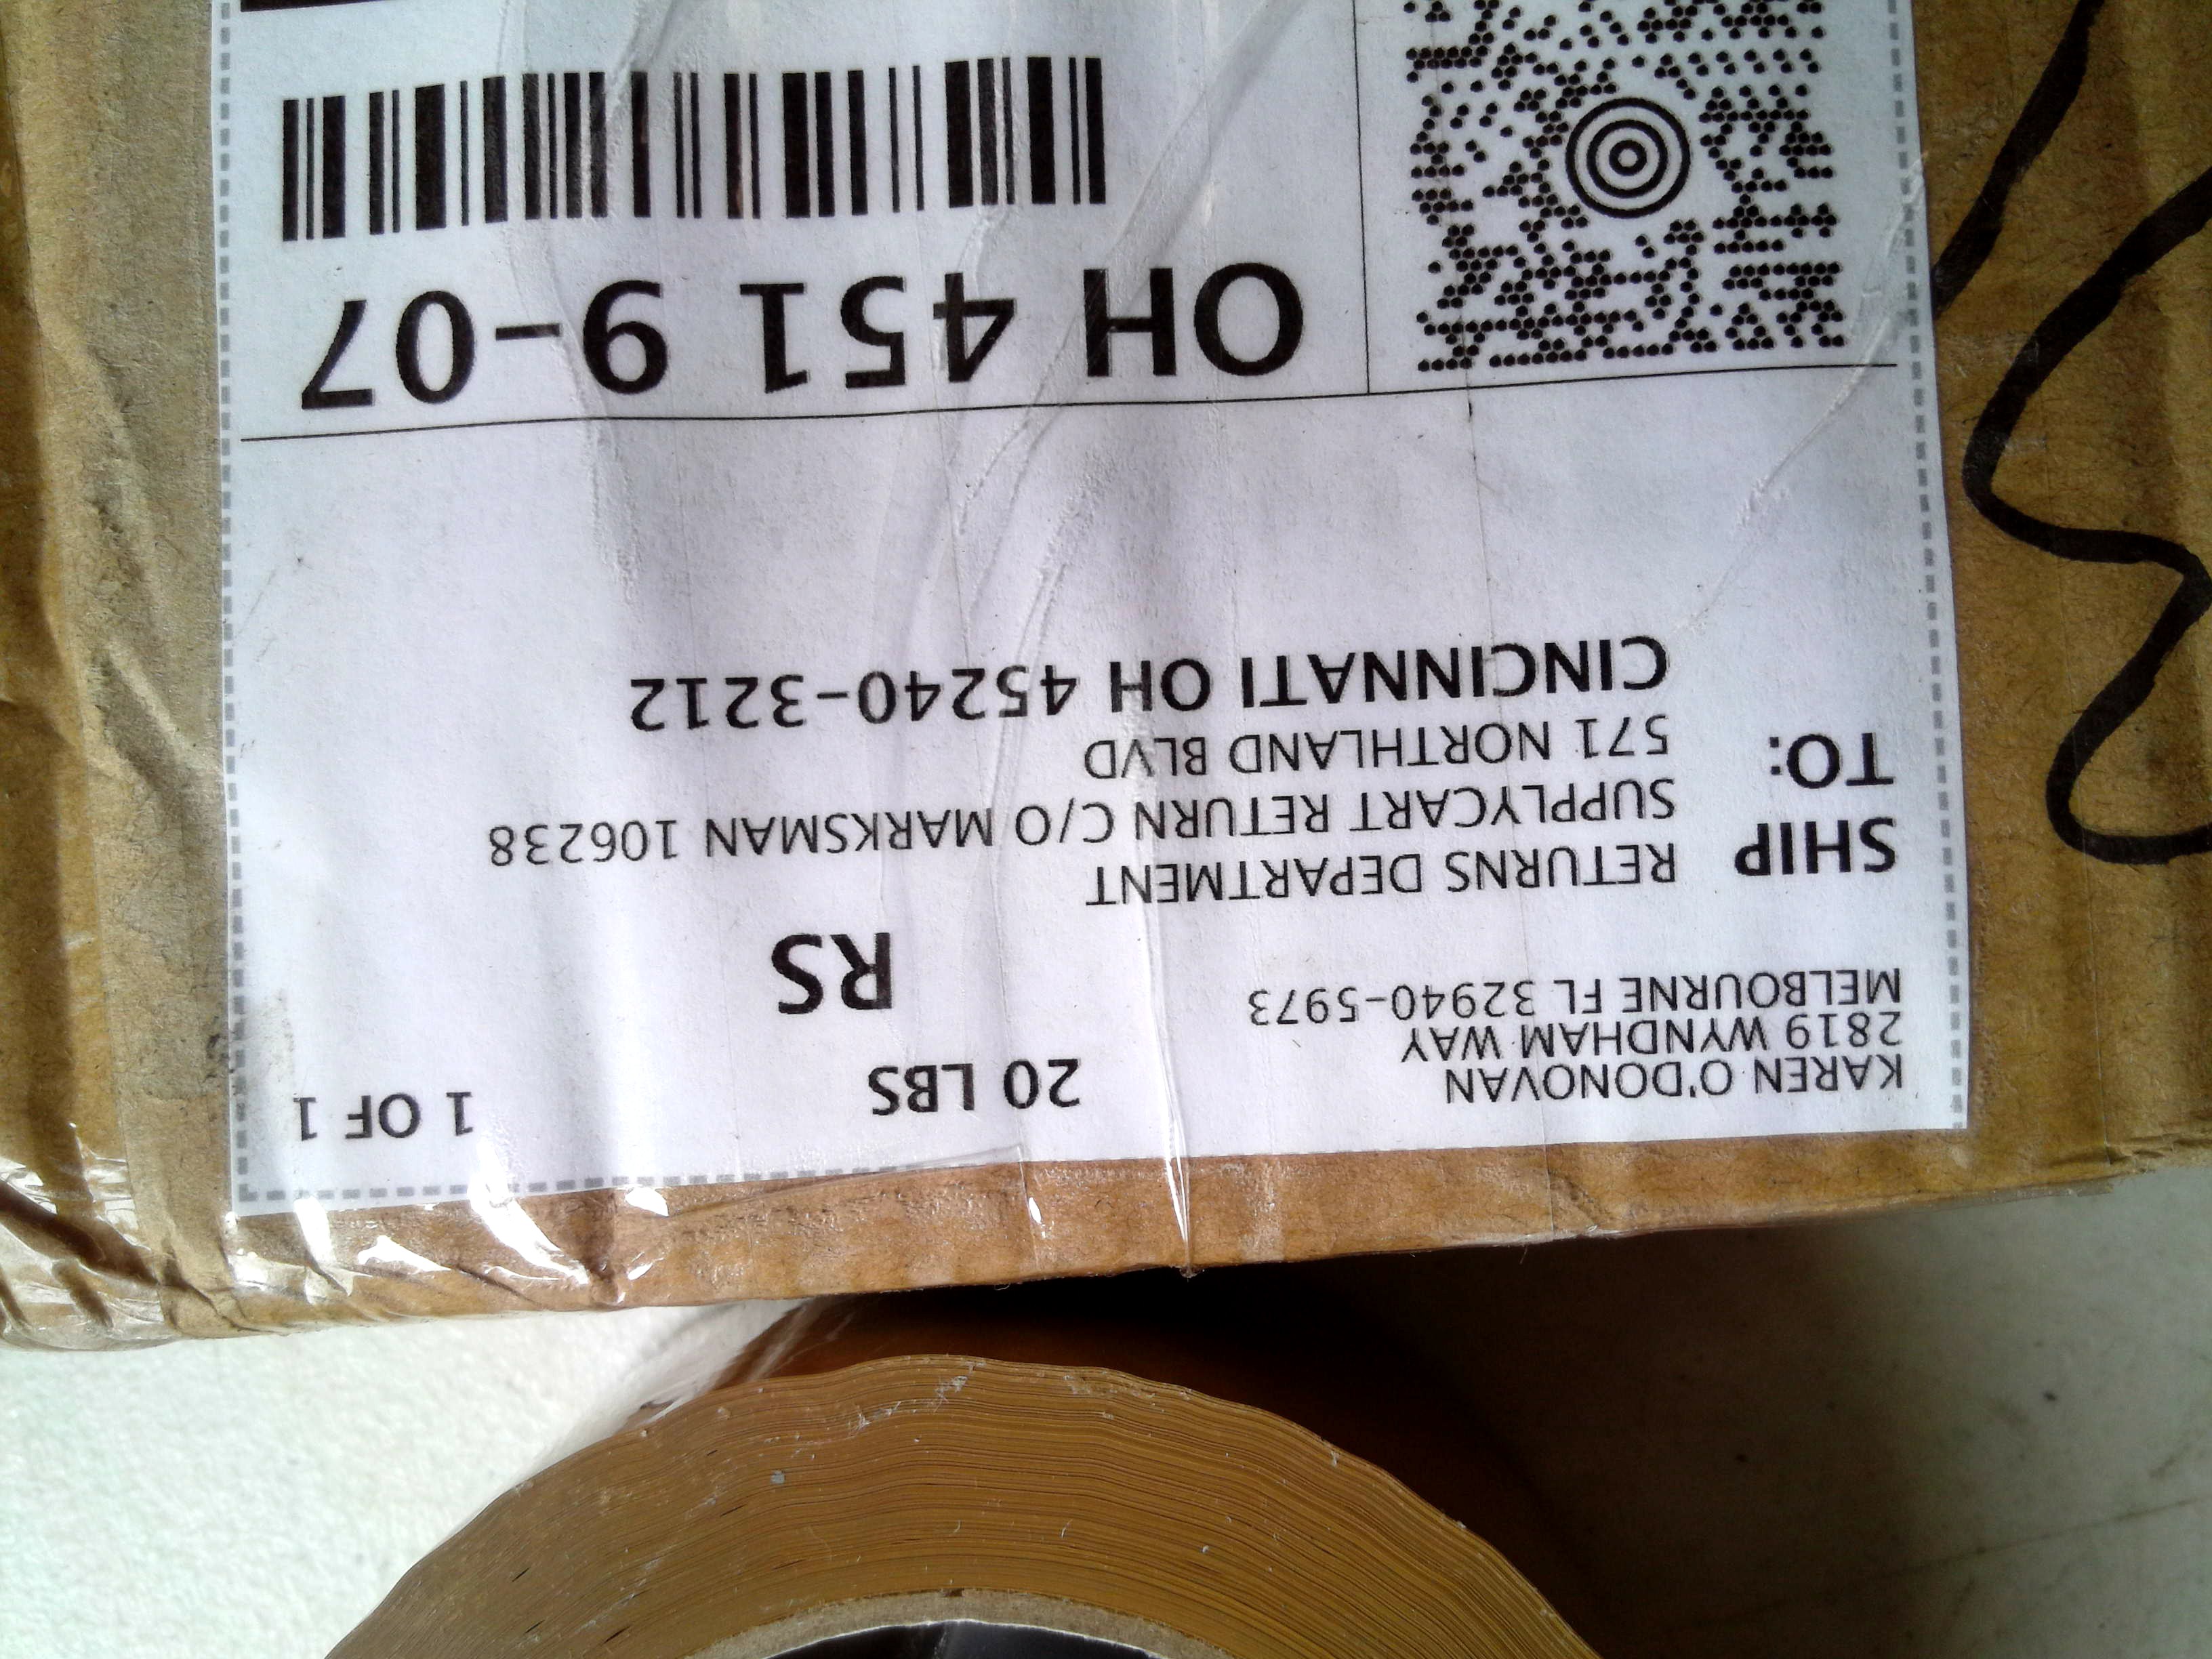 KAREN O'DONOVAN
2819 WYNDHAM WAY
MELBOURNE FL 32940-5973
20 LBS
1 OF 1
RS
SHIP
TO:
RETURNS DEPARTMENT
SUPPLYCART RETURN C/O MARKSMAN 106238
571 NORTHLAND BLVD
CINCINNATI OH 45240-3212
OH 451 9-07